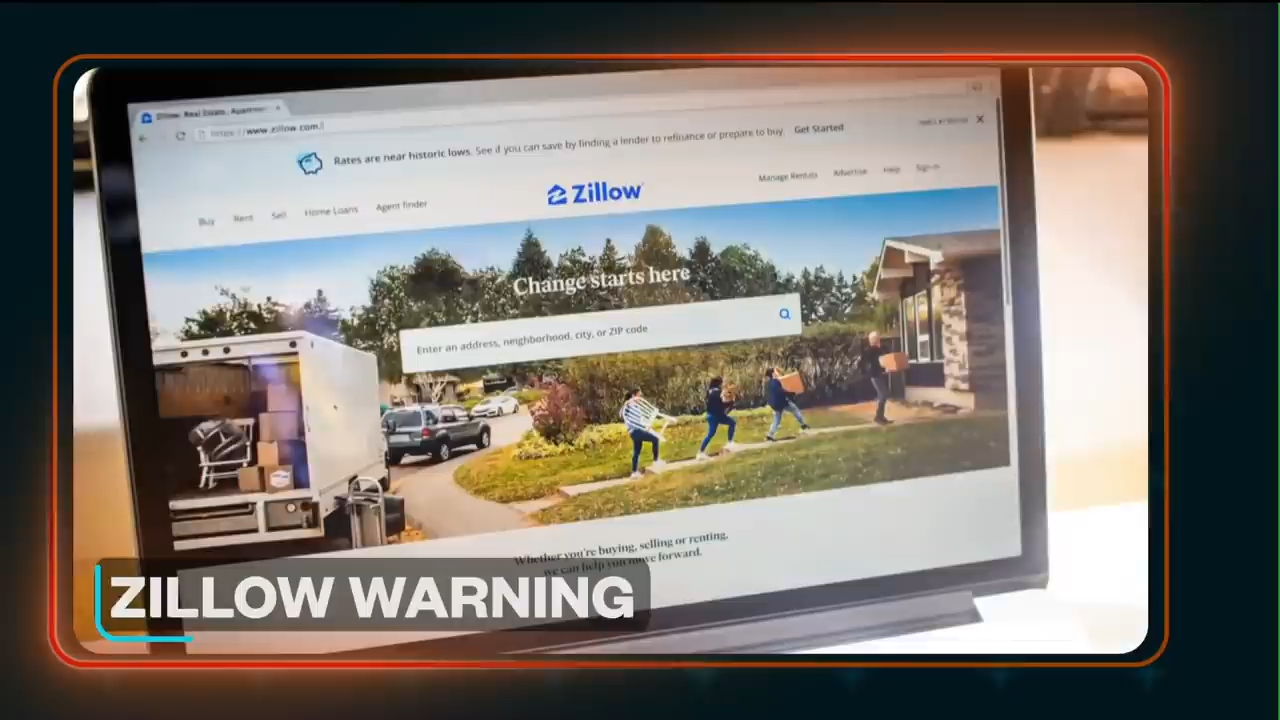 Zillow: Real Estate, Apartmen
https://www.zillow.com/
Rates are near historic lows. See if you can save by finding a lender to refinance or prepare to buy. Get Started
Buy Rent Sell Home Loans Agent finder
Zillow
Manage Rentals Advertise Help Sign in
Change starts here
Enter an address, neighborhood, city, or ZIP code
Whether you're buying, selling or renting,
we can help you move forward.
ZILLOW WARNING